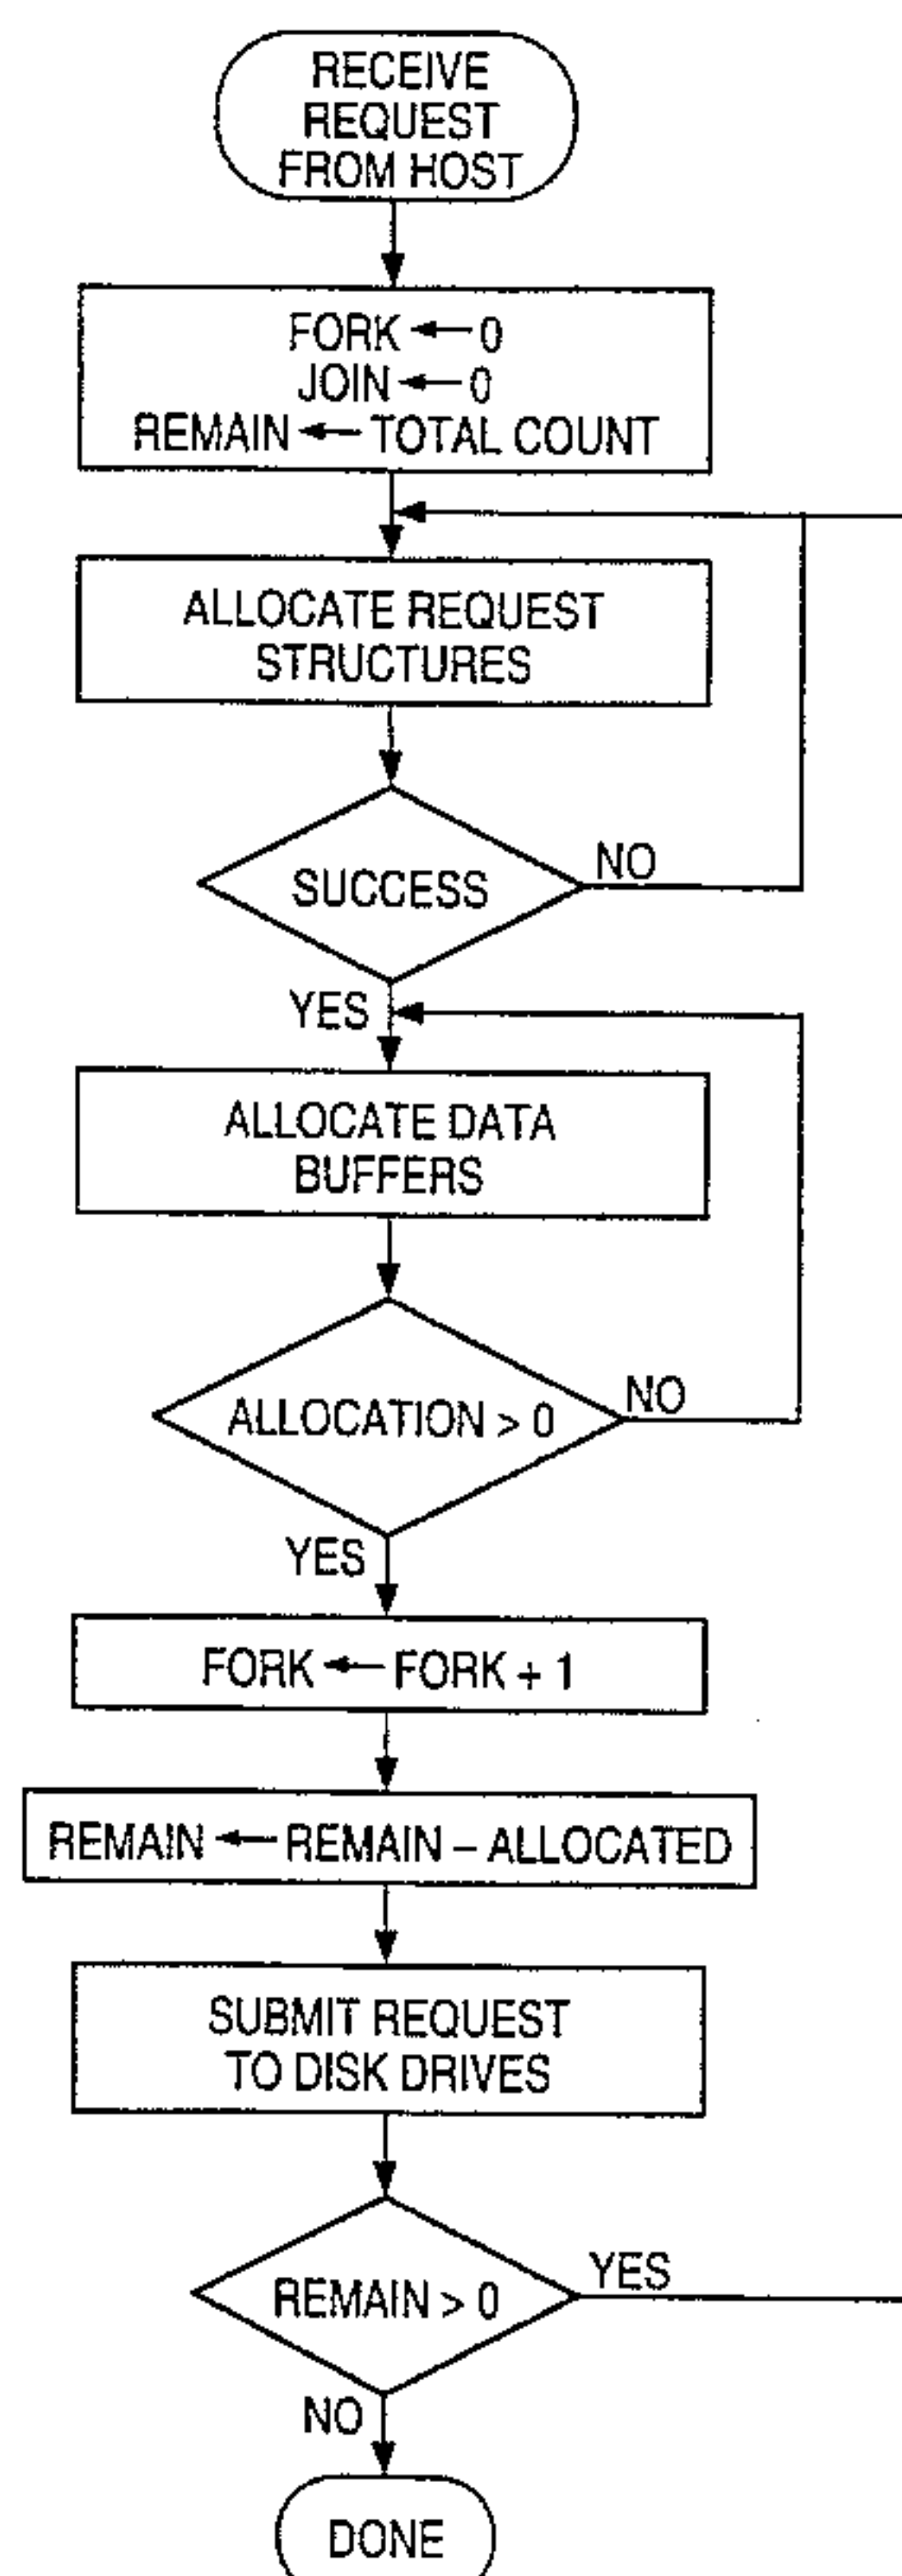 RECEIVE
REQUEST
FROM HOST
FORK ← 0
JOIN ← 0
REMAIN ← TOTAL COUNT
ALLOCATE REQUEST
STRUCTURES
SUCCESS
NO
YES
ALLOCATE DATA
BUFFERS
ALLOCATION > 0
NO
YES
FORK ← FORK + 1
REMAIN ← REMAIN – ALLOCATED
SUBMIT REQUEST
TO DISK DRIVES
REMAIN > 0
YES
NO
DONE